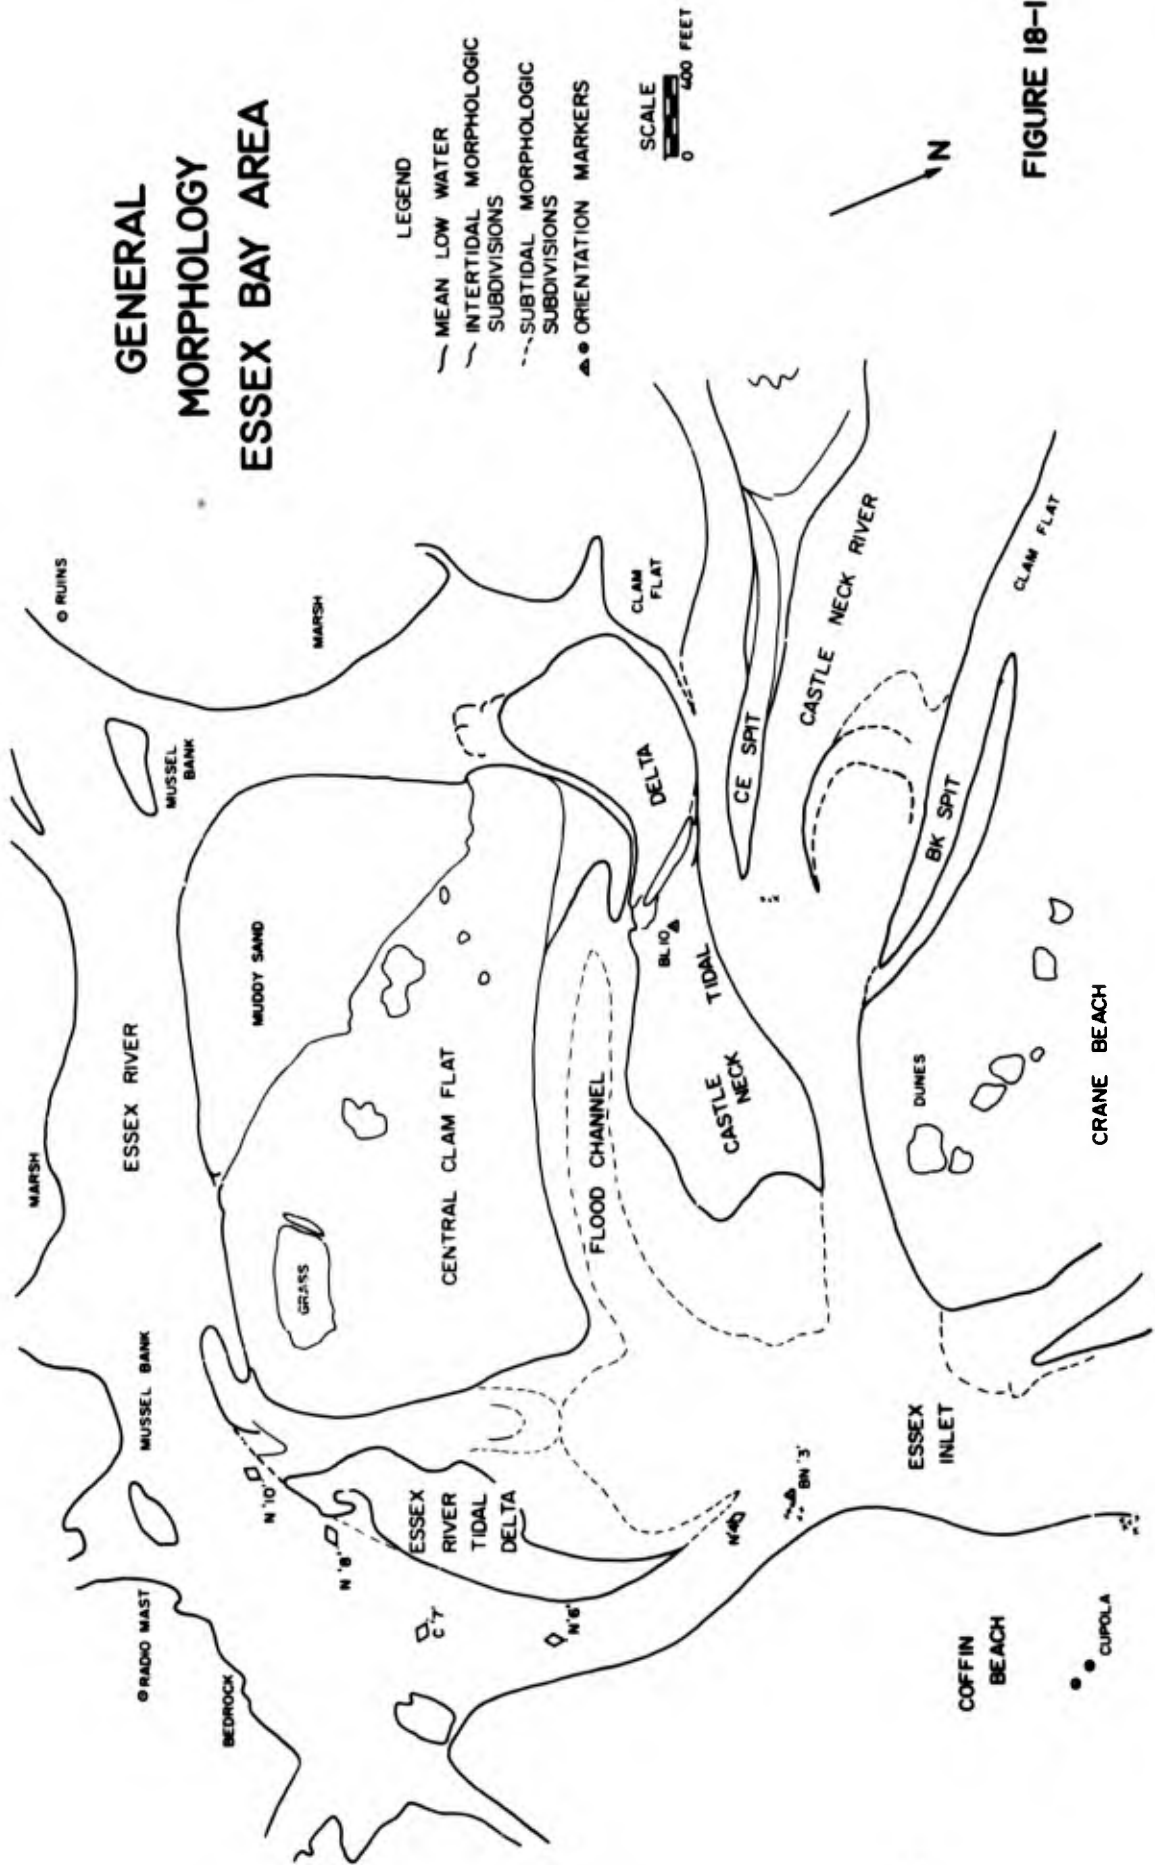 GENERAL
MORPHOLOGY
ESSEX BAY AREA
LEGEND
MEAN LOW WATER
INTERTIDAL MORPHOLOGIC
SUBDIVISIONS
SUBTIDAL MORPHOLOGIC
SUBDIVISIONS
ORIENTATION MARKERS
SCALE
0 400 FEET
N
FIGURE 18-1
RUINS
MARSH
MUSSEL
BANK
MARSH
ESSEX RIVER
MUDDY SAND
MUSSEL BANK
GRASS
CENTRAL CLAM FLAT
FLOOD CHANNEL
CLAM
FLAT
DELTA
TIDAL
CASTLE
NECK
BL 10
CE SPIT
CASTLE NECK RIVER
CLAM FLAT
BK SPIT
DUNES
CRANE BEACH
RADIO MAST
BEDROCK
N "10"
N "8"
C "7"
N "6"
N "4"
BN "3"
ESSEX
RIVER
TIDAL
DELTA
ESSEX
INLET
COFFIN
BEACH
CUPOLA